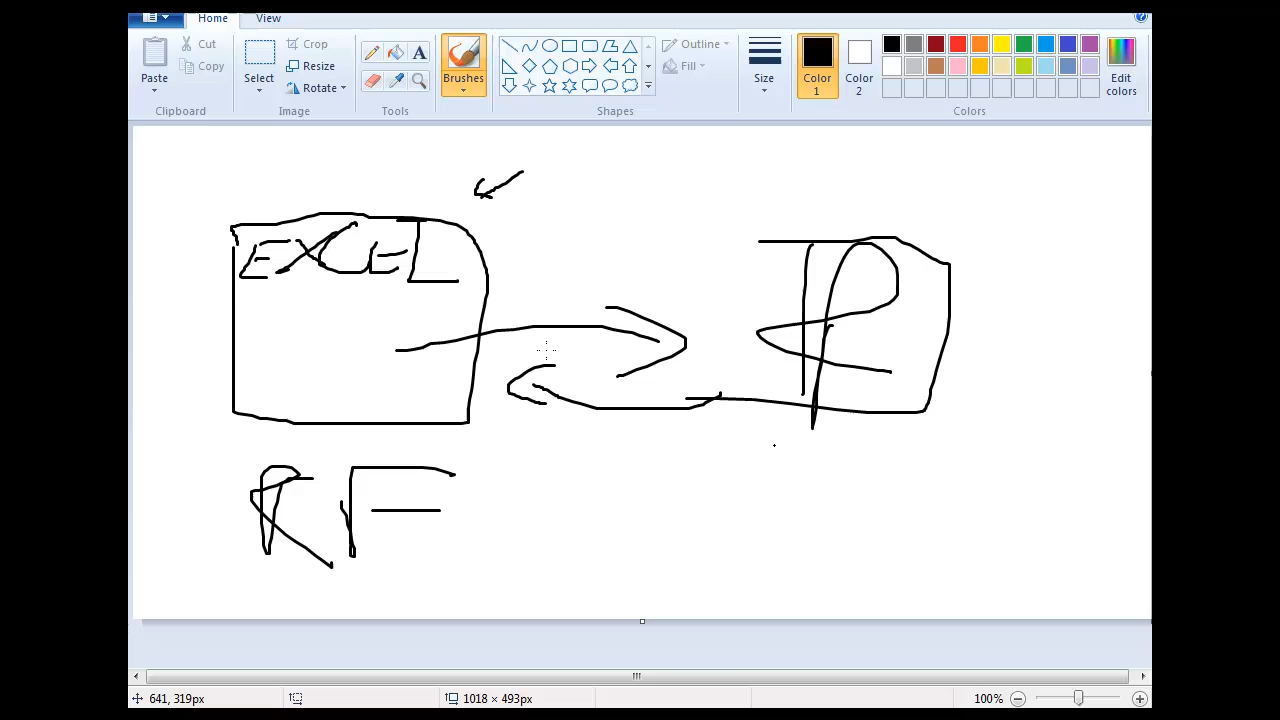 Home View
Paste
Cut
Copy
Clipboard
Select
Crop
Resize
Rotate
Image
A
Tools
Brushes
Shapes
Outline
Fill
Size
Color 1
Color 2
Edit colors
Colors
EXCEL
R
RF
641, 319px
1018 × 493px
100%